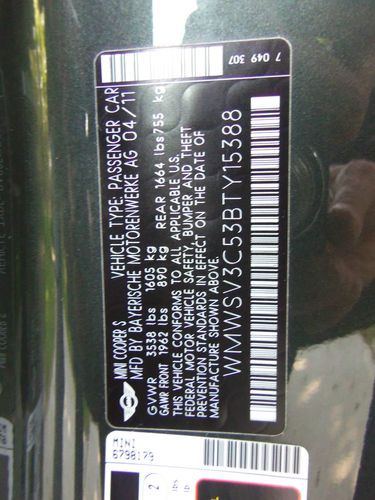 MINI COOPER S VEHICLE TYPE: PASSENGER CAR
MFD BY BAYERISCHE MOTORENWERKE AG 04/11
GVWR 3538 lbs 1605 kg
GAWR FRONT 1962 lbs 890 kg REAR 1664 lbs 755 kg
THIS VEHICLE CONFORMS TO ALL APPLICABLE U.S.
FEDERAL MOTOR VEHICLE SAFETY, BUMPER, AND THEFT
PREVENTION STANDARDS IN EFFECT ON THE DATE OF
MANUFACTURE SHOWN ABOVE.
WMWSV3C53BTY15388
7 049 307
MINI
6790179
2
lbs